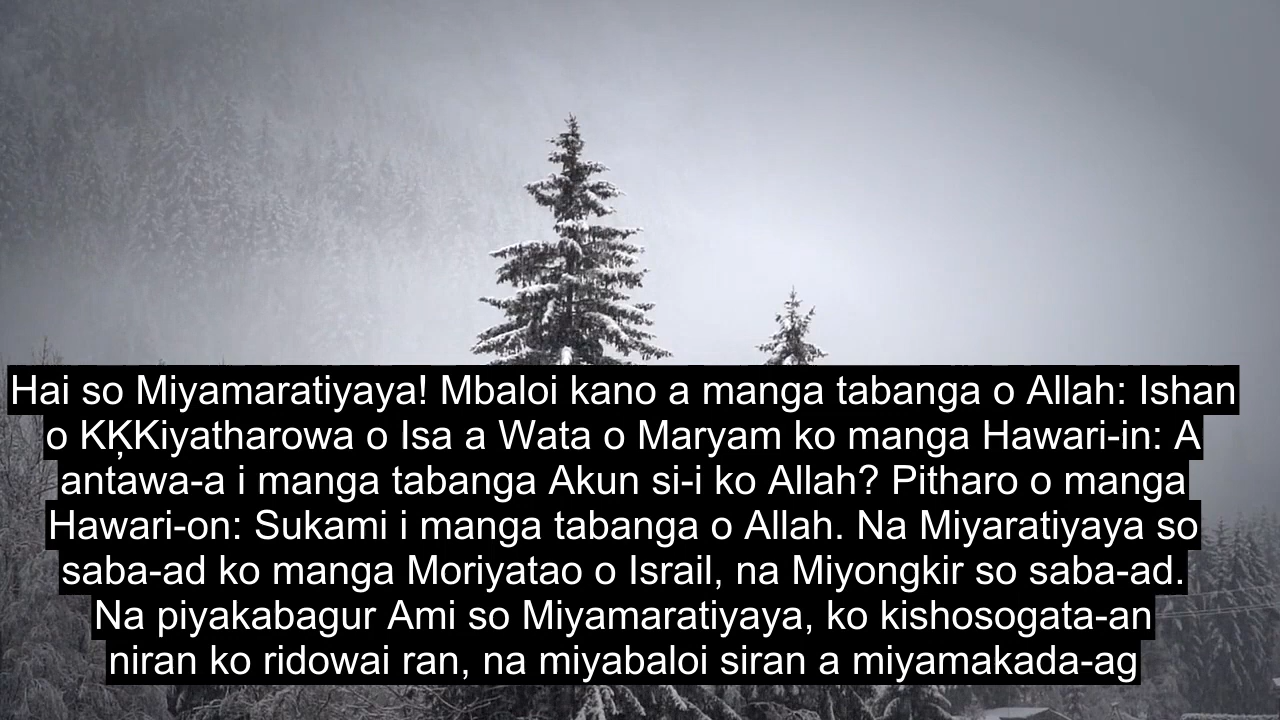 Hai so Miyamaratiyaya! Mbaloi kano a manga tabanga o Allah: Ishan
o KĶKiyatharowa o Isa a Wata o Maryam ko manga Hawari-in: A
antawa-a i manga tabanga Akun si-i ko Allah? Pitharo o manga
Hawari-on: Sukami i manga tabanga o Allah. Na Miyaratiyaya so
saba-ad ko manga Moriyatao o Israil, na Miyongkir so saba-ad.
Na piyakabagur Ami so Miyamaratiyaya, ko kishosogata-an
niran ko ridowai ran, na miyabaloi siran a miyamakada-ag